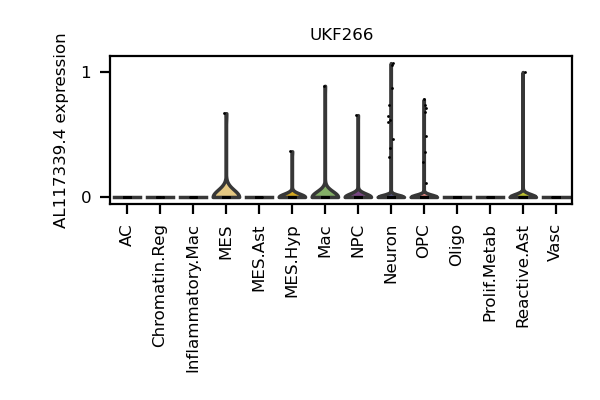 UKF266
AL117339.4 expression
1
0
AC
Chromatin.Reg
Inflammatory.Mac
MES
MES.Ast
MES.Hyp
Mac
NPC
Neuron
OPC
Oligo
Prolif.Metab
Reactive.Ast
Vasc